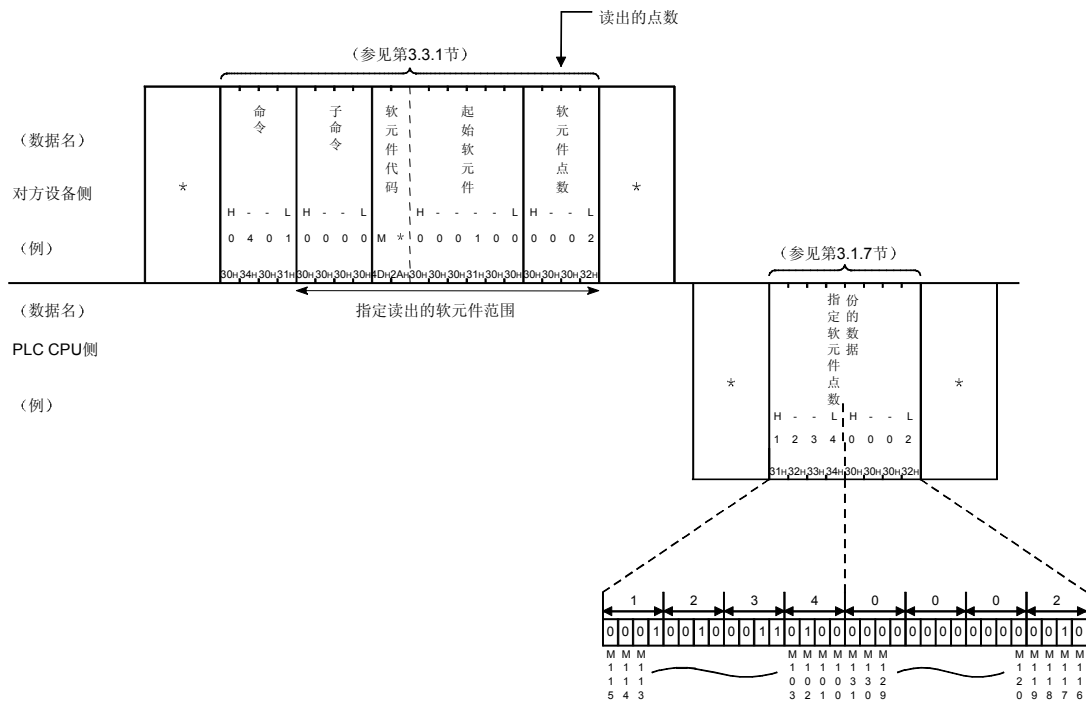 读出的点数
（参见第3.3.1节）
（数据名）
对方设备侧
（例）
*
命令
子命令
软元件代码
起始软元件
软元件点数
*
H - - L H - - L H - - - - L H - - L
0 4 0 1 0 0 0 0 M * 0 0 0 1 0 0 0 0 0 2
30H 34H 30H 31H 30H 30H 30H 30H 4DH 2AH 30H 30H 30H 31H 30H 30H 30H 30H 30H 32H
指定读出的软元件范围
（参见第3.1.7节）
（数据名）
PLC CPU侧
（例）
*
指定软元件点数
份的数据
*
H - - L H - - L
1 2 3 4 0 0 0 2
31H 32H 33H 34H 30H 30H 30H 32H
1 2 3 4 0 0 0 2
0 0 0 1 0 0 1 0 0 0 1 1 0 1 0 0 0 0 0 0 0 0 0 0 0 0 0 0 0 0 1 0
M115 M114 M113 M103 M102 M101 M100 M131 M130 M129 M120 M119 M118 M117 M116